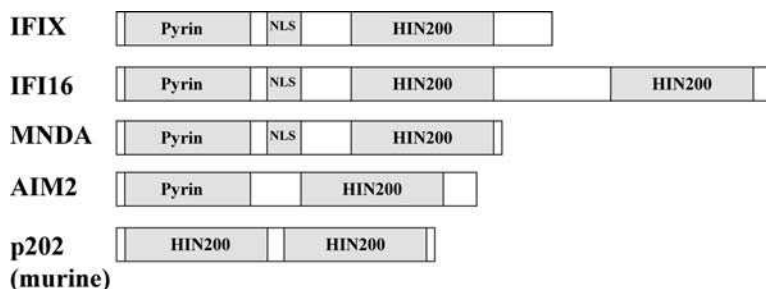 IFIX Pyrin NLS HIN200
IFI16 Pyrin NLS HIN200 HIN200
MNDA Pyrin NLS HIN200
AIM2 Pyrin HIN200
p202 HIN200 HIN200
(murine)